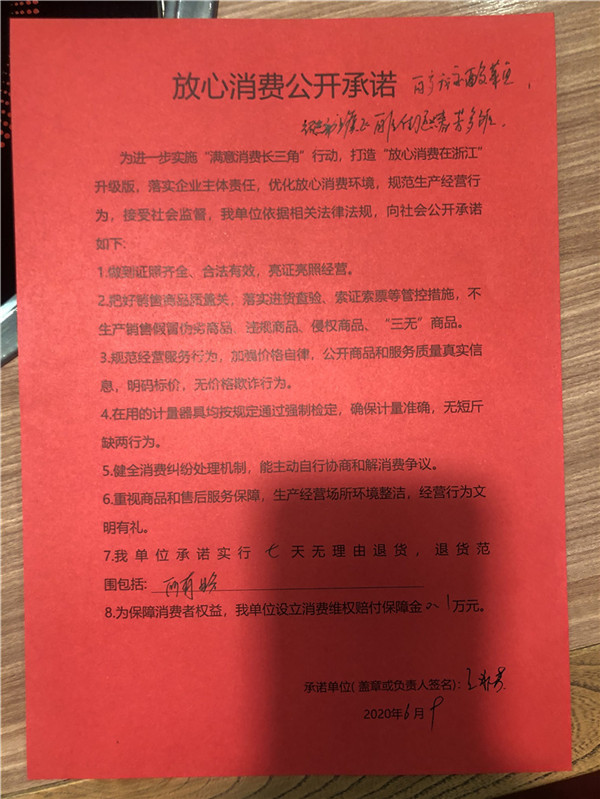 放心消费公开承诺
为进一步实施“满意消费长三角”行动，打造“放心消费在浙江”
升级版，落实企业主体责任，优化放心消费环境，规范生产经营行
为，接受社会监督，我单位依据相关法律法规，向社会公开承诺
如下：
1.做到证照齐全、合法有效，亮证亮照经营。
2.把好销售商品质量关，落实进货查验、索证索票等管控措施，不
生产销售假冒伪劣商品、违规商品、侵权商品、“三无”商品。
3.规范经营服务行为，加强价格自律，公开商品和服务质量真实信
息，明码标价，无价格欺诈行为。
4.在用的计量器具均按规定通过强制检定，确保计量准确，无短斤
缺两行为。
5.健全消费纠纷处理机制，能主动自行协商和解消费争议。
6.重视商品和售后服务保障，生产经营场所环境整洁，经营行为文
明有礼。
7.我单位承诺实行 七 天无理由退货，退货范
围包括：
8.为保障消费者权益，我单位设立消费维权赔付保障金 1万元。
承诺单位(盖章或负责人签名)：
2020年6月9